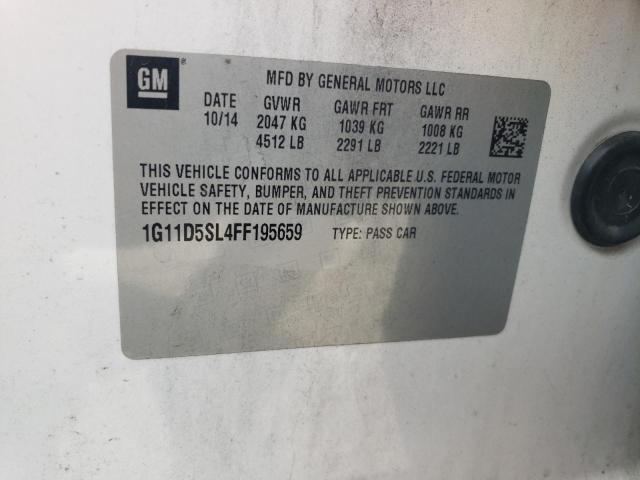 GM
MFD BY GENERAL MOTORS LLC
DATE GVWR GAWR FRT GAWR RR
10/14 2047 KG 1039 KG 1008 KG
4512 LB 2291 LB 2221 LB
THIS VEHICLE CONFORMS TO ALL APPLICABLE U.S. FEDERAL MOTOR
VEHICLE SAFETY, BUMPER, AND THEFT PREVENTION STANDARDS IN
EFFECT ON THE DATE OF MANUFACTURE SHOWN ABOVE.
1G11D5SL4FF195659 TYPE: PASS CAR